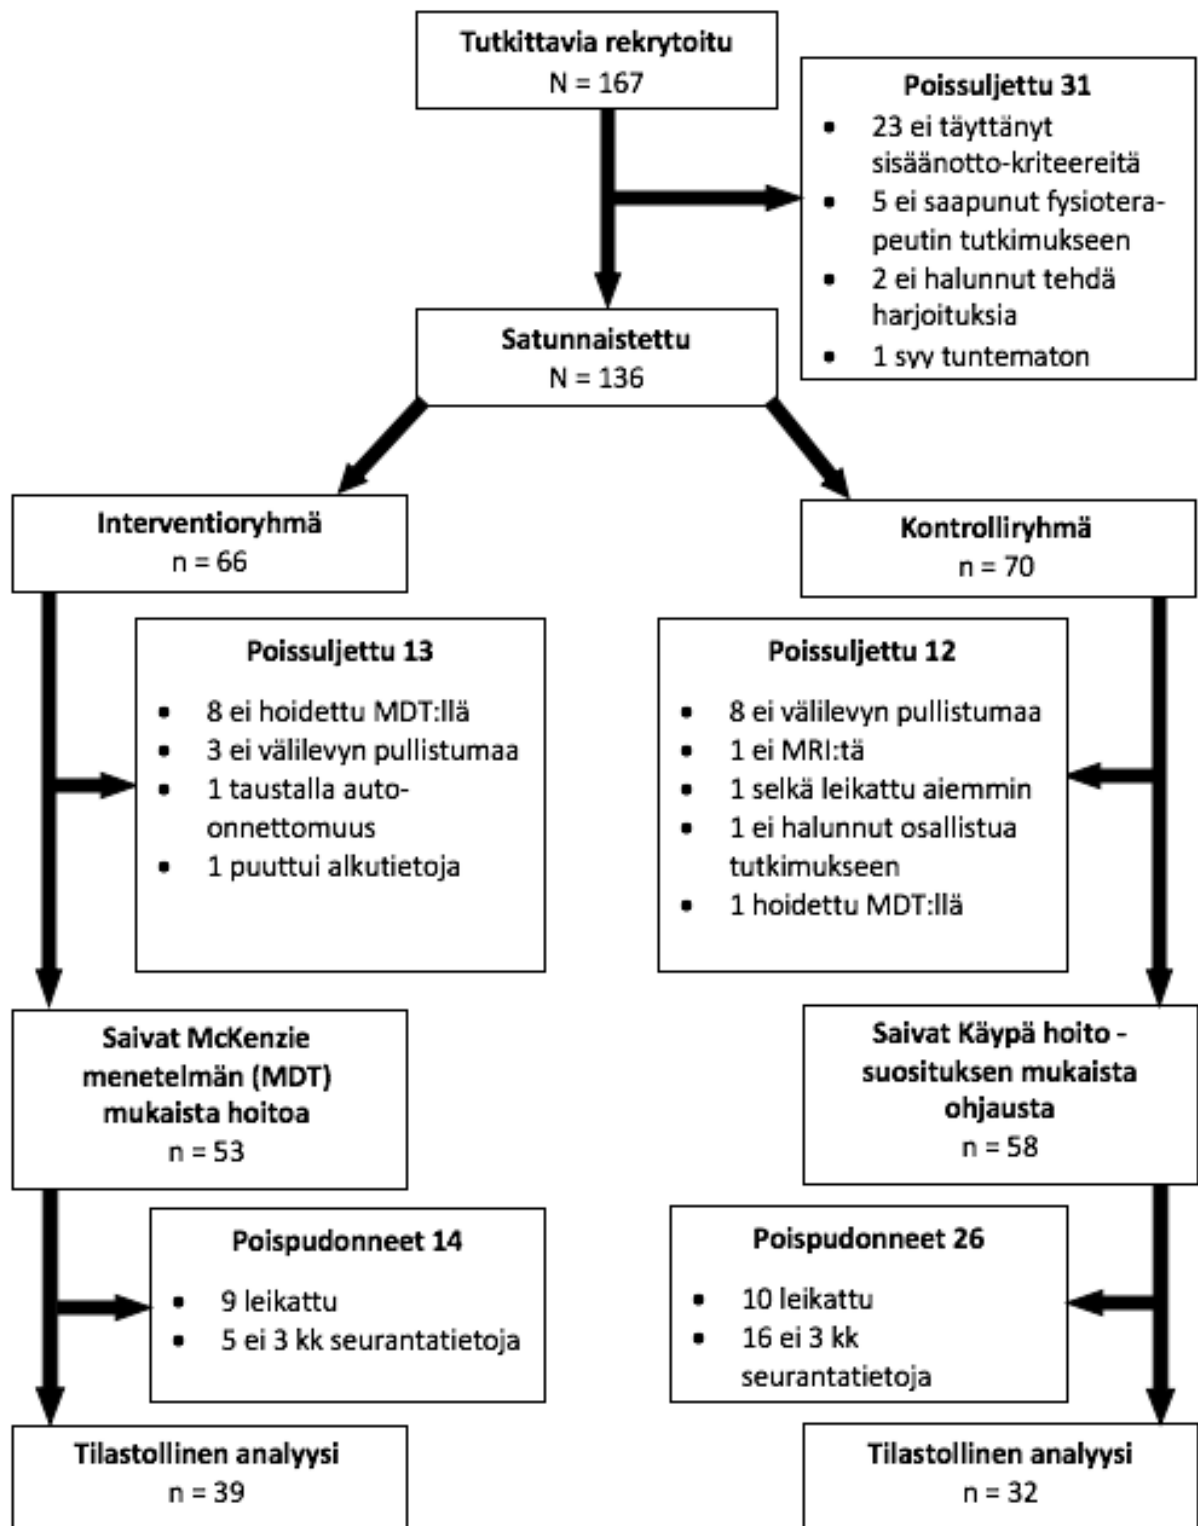 Tutkittavia rekrytoitu
N = 167
Poissuljettu 31
▪ 23 ei täyttänyt
sisäänotto-kriteereitä
▪ 5 ei saapunut fysiotera-
peutin tutkimukseen
▪ 2 ei halunnut tehdä
harjoituksia
▪ 1 syy tuntematon
Satunnaistettu
N = 136
Interventioryhmä
n = 66
Kontrolliryhmä
n = 70
Poissuljettu 13
▪ 8 ei hoidettu MDT:llä
▪ 3 ei välilevyn pullistumaa
▪ 1 taustalla auto-
onnettomuus
▪ 1 puuttui alkutietoja
Poissuljettu 12
▪ 8 ei välilevyn pullistumaa
▪ 1 ei MRI:tä
▪ 1 selkä leikattu aiemmin
▪ 1 ei halunnut osallistua
tutkimukseen
▪ 1 hoidettu MDT:llä
Saivat McKenzie
menetelmän (MDT)
mukaista hoitoa
n = 53
Saivat Käypä hoito -
suosituksen mukaista
ohjausta
n = 58
Poispudonneet 14
▪ 9 leikattu
▪ 5 ei 3 kk seurantatietoja
Poispudonneet 26
▪ 10 leikattu
▪ 16 ei 3 kk
seurantatietoja
Tilastollinen analyysi
n = 39
Tilastollinen analyysi
n = 32